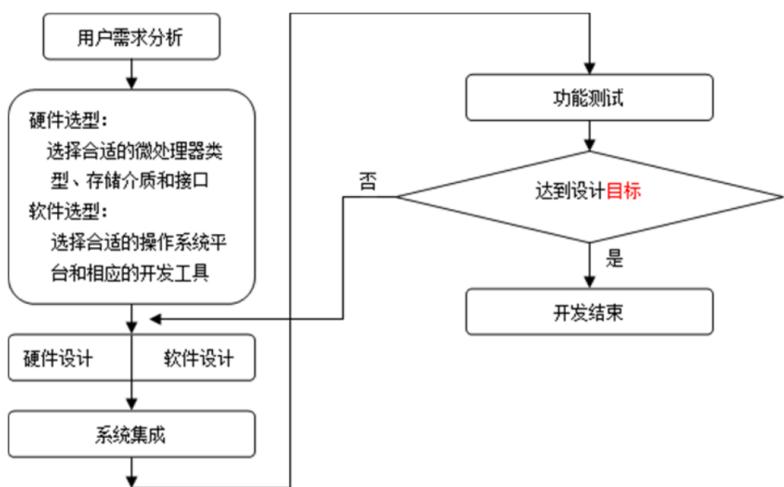 用户需求分析
硬件选型：
选择合适的微处理器类
型、存储介质和接口
软件选型：
选择合适的操作系统平
台和相应的开发工具
硬件设计
软件设计
系统集成
功能测试
达到设计目标
否
是
开发结束